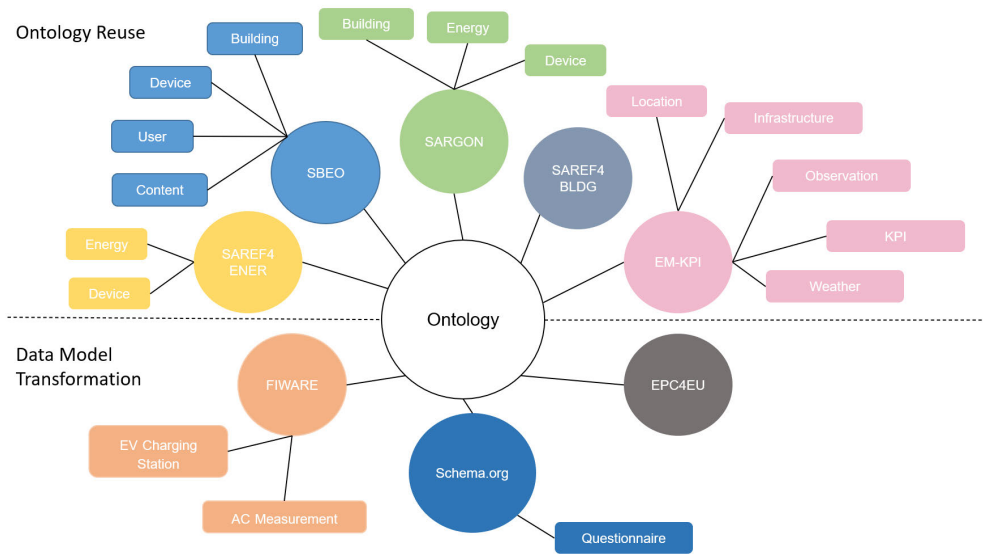 Ontology Reuse
Building
Device
User
Content
SBEO
Building
Energy
Device
SARGON
SAREF4
BLDG
Location
Infrastructure
Observation
KPI
Weather
EM-KPI
Energy
Device
SAREF4
ENER
Ontology
Data Model
Transformation
FIWARE
EV Charging
Station
AC Measurement
Schema.org
Questionnaire
EPC4EU